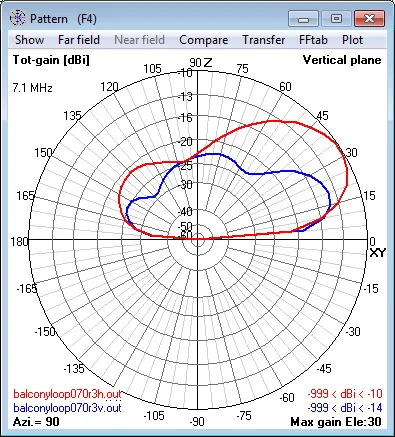 Pattern (F4)
Show Far field Near field Compare Transfer FFtab Plot
Tot-gain [dBi]
Vertical plane
7.1 MHz
105 90 Z 75
120 60
135 45
150 30
165 15
180 0
XY
-165 -15
-150 -30
-135 -45
-120 -60
-105 -90 -75
-10
-13
-16
-20
-25
-30
-40
-50
-60
balconyloop070r3h.out
-999 < dBi < -10
balconyloop070r3v.out
-999 < dBi < -14
Azi.= 90
Max gain Ele:30